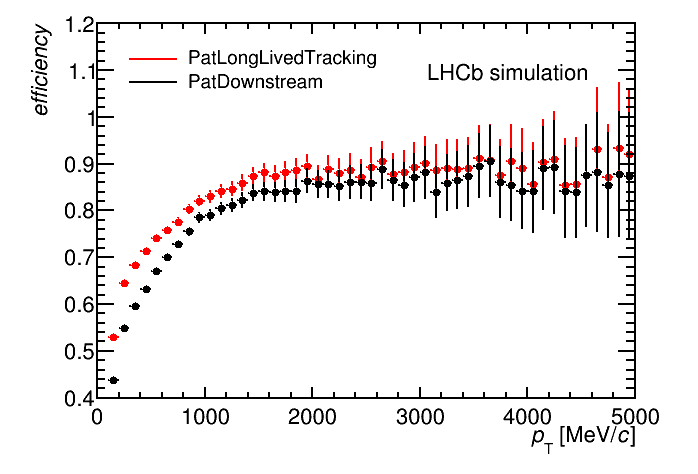 1.2
efficiency
PatLongLivedTracking
LHCb simulation
PatDownstream
1.1
1
0.9
0.8
0.7
0.6
0.5
0.4
0 1000 2000 3000 4000 5000
p_T [MeV/c]